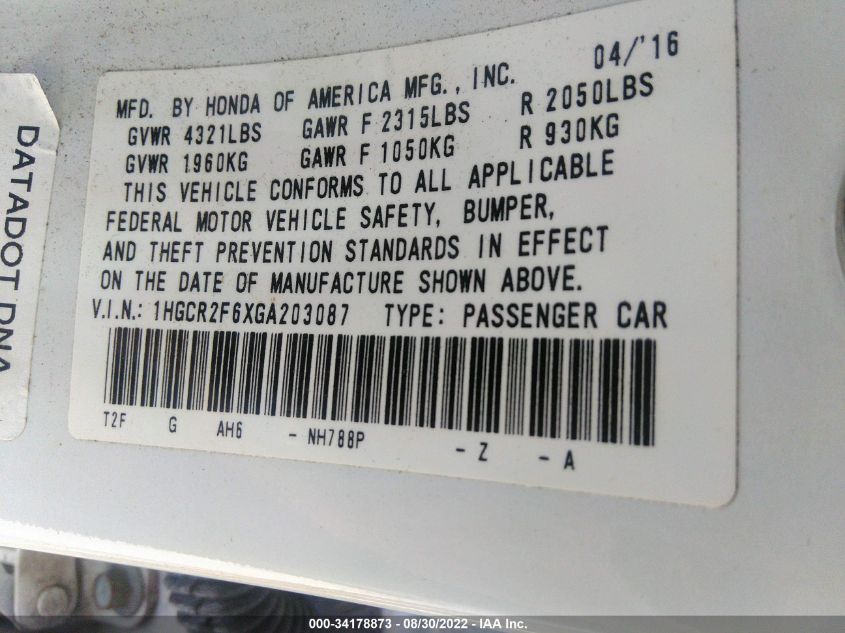 04/'16
MFD. BY HONDA OF AMERICA MFG., INC.
GVWR 4321LBS GAWR F 2315LBS R 2050LBS
GVWR 1960KG GAWR F 1050KG R 930KG
THIS VEHICLE CONFORMS TO ALL APPLICABLE
FEDERAL MOTOR VEHICLE SAFETY, BUMPER,
AND THEFT PREVENTION STANDARDS IN EFFECT
ON THE DATE OF MANUFACTURE SHOWN ABOVE.
V.I.N.: 1HGCR2F6XGA203087 TYPE: PASSENGER CAR
T2F G AH6 - NH788P - Z - A
DATADOT DNA
000-34178873 - 08/30/2022 - IAA Inc.